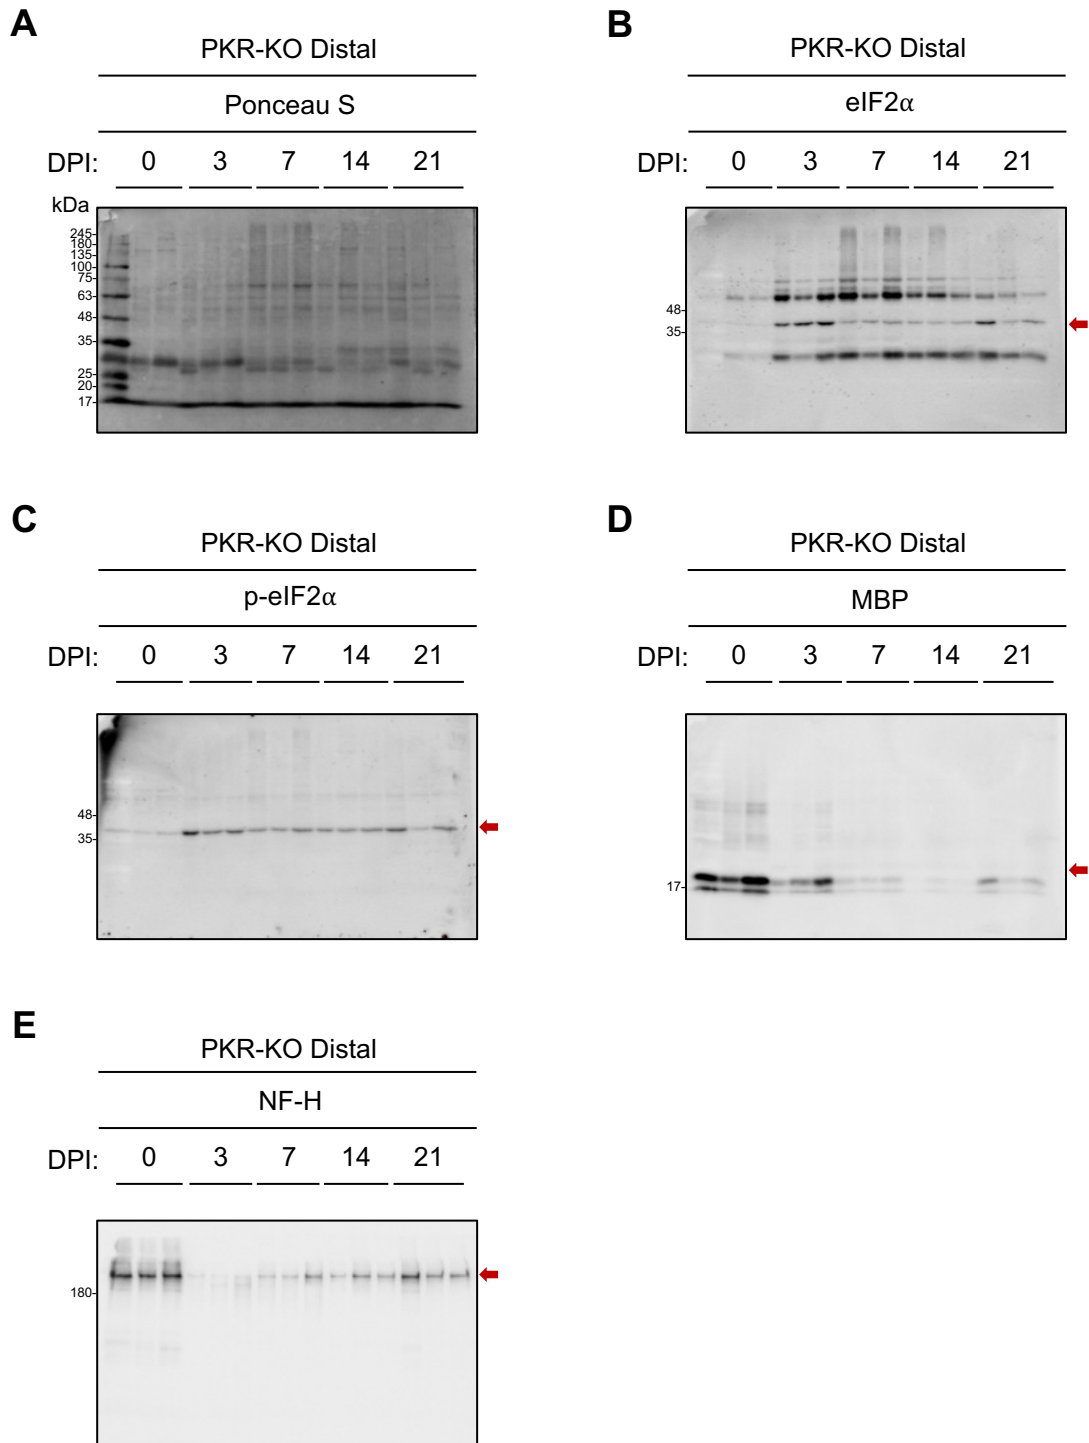 A
PKR-KO Distal
Ponceau S
DPI: 0 3 7 14 21
kDa
245
180
135
100
75
63
48
35
25
20
17
B
PKR-KO Distal
eIF2α
DPI: 0 3 7 14 21
48
35
C
PKR-KO Distal
p-eIF2α
DPI: 0 3 7 14 21
48
35
D
PKR-KO Distal
MBP
DPI: 0 3 7 14 21
17
E
PKR-KO Distal
NF-H
DPI: 0 3 7 14 21
180